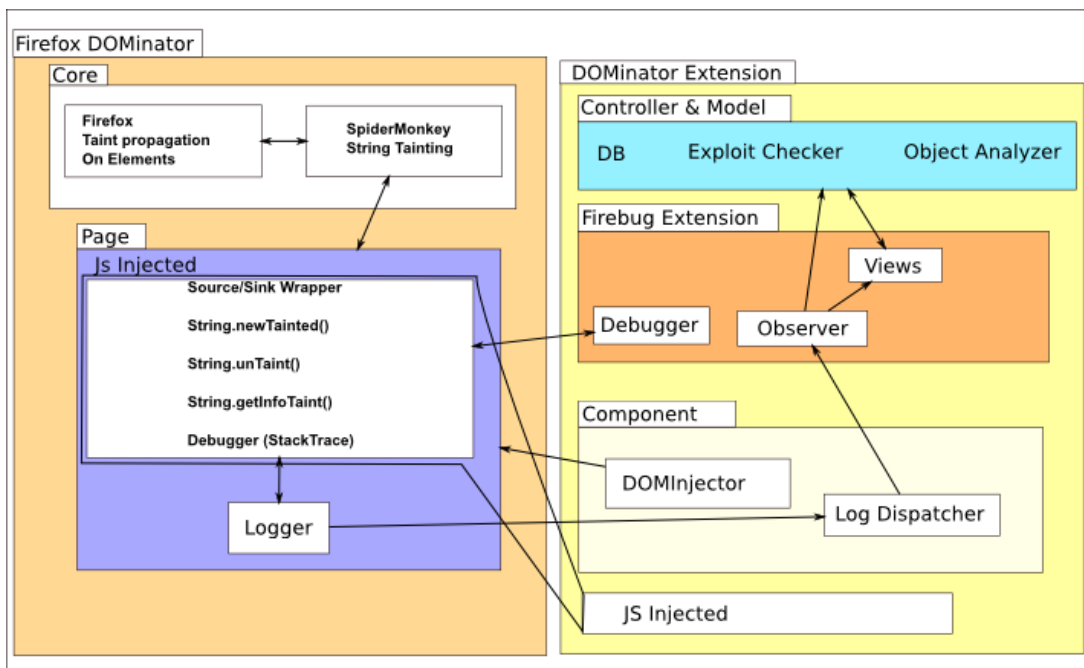 Firefox DOMinator
Core
Firefox
Taint propagation
On Elements
SpiderMonkey
String Tainting
Page
Js Injected
Source/Sink Wrapper
String.newTainted()
String.unTaint()
String.getInfoTaint()
Debugger (StackTrace)
Logger
DOMinator Extension
Controller & Model
DB
Exploit Checker
Object Analyzer
Firebug Extension
Views
Debugger
Observer
Component
DOMInjector
Log Dispatcher
JS Injected